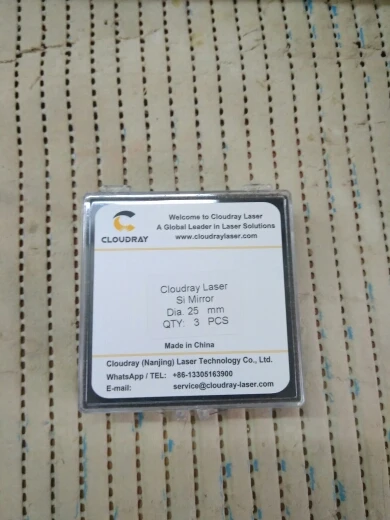 CLOUDRAY
Welcome to Cloudray Laser
A Global Leader in Laser Solutions
www.cloudraylaser.com
Cloudray Laser
Si Mirror
Dia. 25 mm
QTY: 3 PCS
Made in China
Cloudray (Nanjing) Laser Technology Co., Ltd.
WhatsApp / TEL: +86-13305163900
E-mail: service@cloudray-laser.com